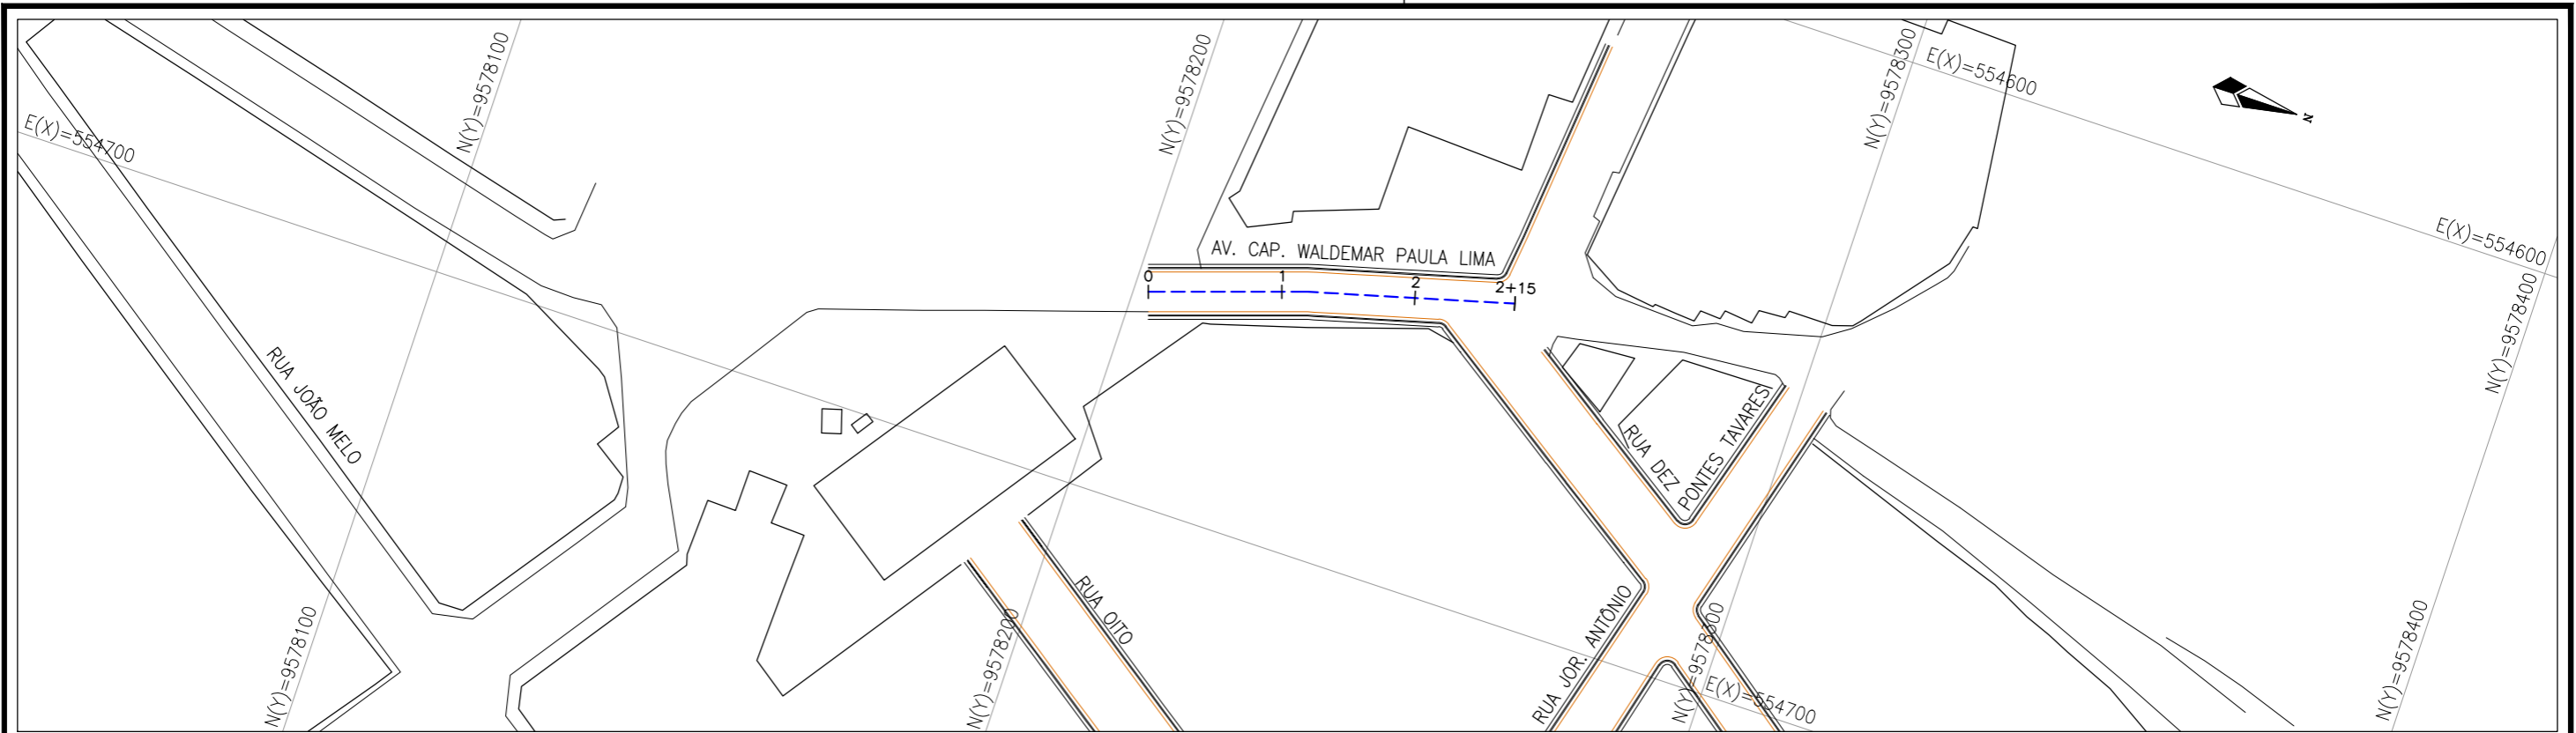 N(Y)=9578100
N(Y)=9578200
N(Y)=9578300
E(X)=554600
E(X)=554700
N
E(X)=554600
AV. CAP. WALDEMAR PAULA LIMA
0
1
2
2+15
N(Y)=9578400
RUA JOÃO MELO
RUA DEZ
PONTES TAVARES
RUA OITO
RUA JOR. ANTÔNIO
N(Y)=9578100
N(Y)=9578200
N(Y)=9578300
E(X)=554700
N(Y)=9578400